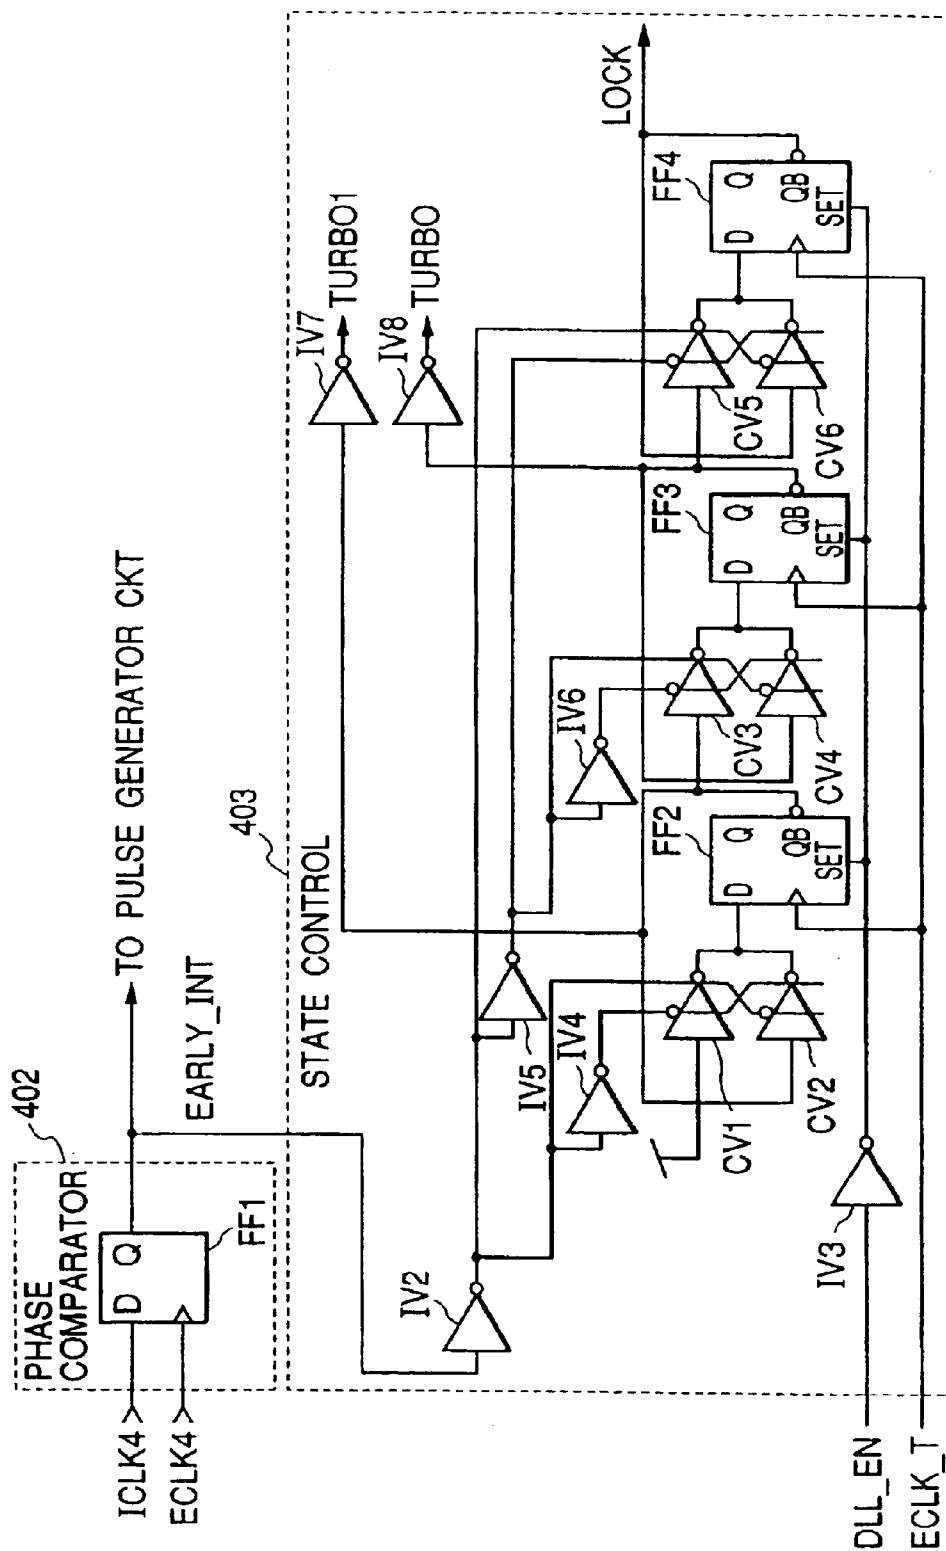 PHASE
COMPARATOR
402
ICLK4
ECLK4
D
Q
FF1
EARLY_INT
TO PULSE GENERATOR CKT
403
STATE CONTROL
IV2
IV5
IV4
IV7
TURBO1
IV8
TURBO
IV6
LOCK
CV1
CV2
FF2
D
Q
QB
SET
CV3
CV4
FF3
D
Q
QB
SET
CV5
CV6
FF4
D
Q
QB
SET
IV3
DLL_EN
ECLK_T